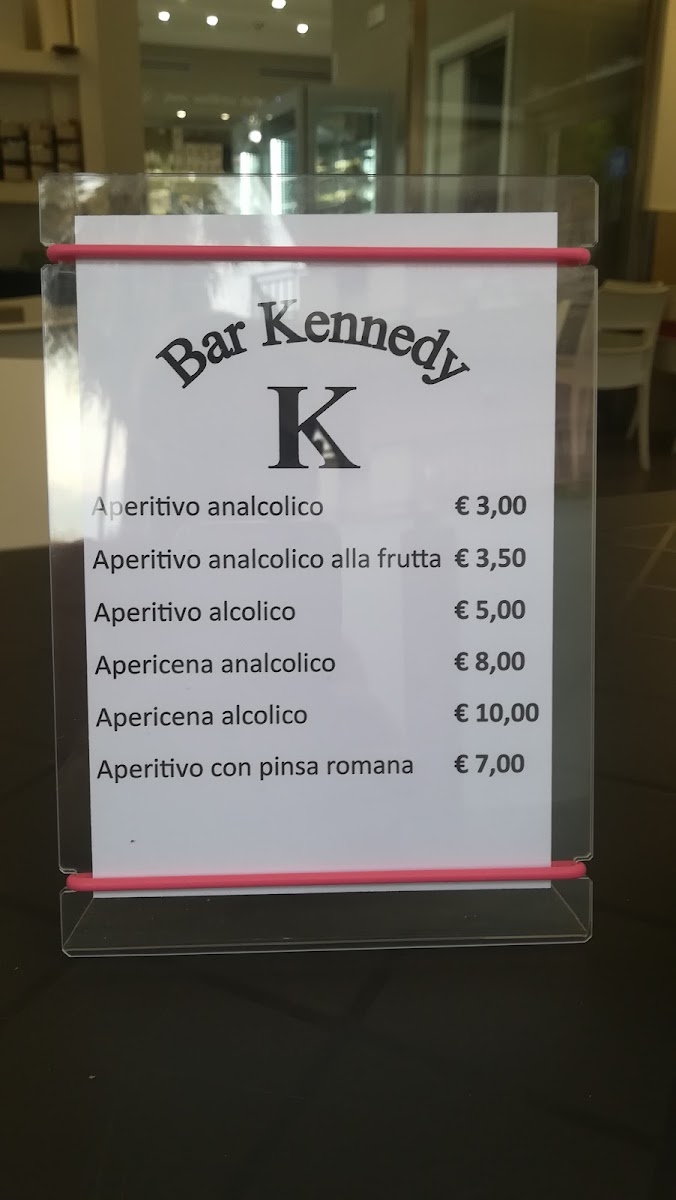 Bar Kennedy
K
Aperitivo analcolico € 3,00
Aperitivo analcolico alla frutta € 3,50
Aperitivo alcolico € 5,00
Apericena analcolico € 8,00
Apericena alcolico € 10,00
Aperitivo con pinsa romana € 7,00